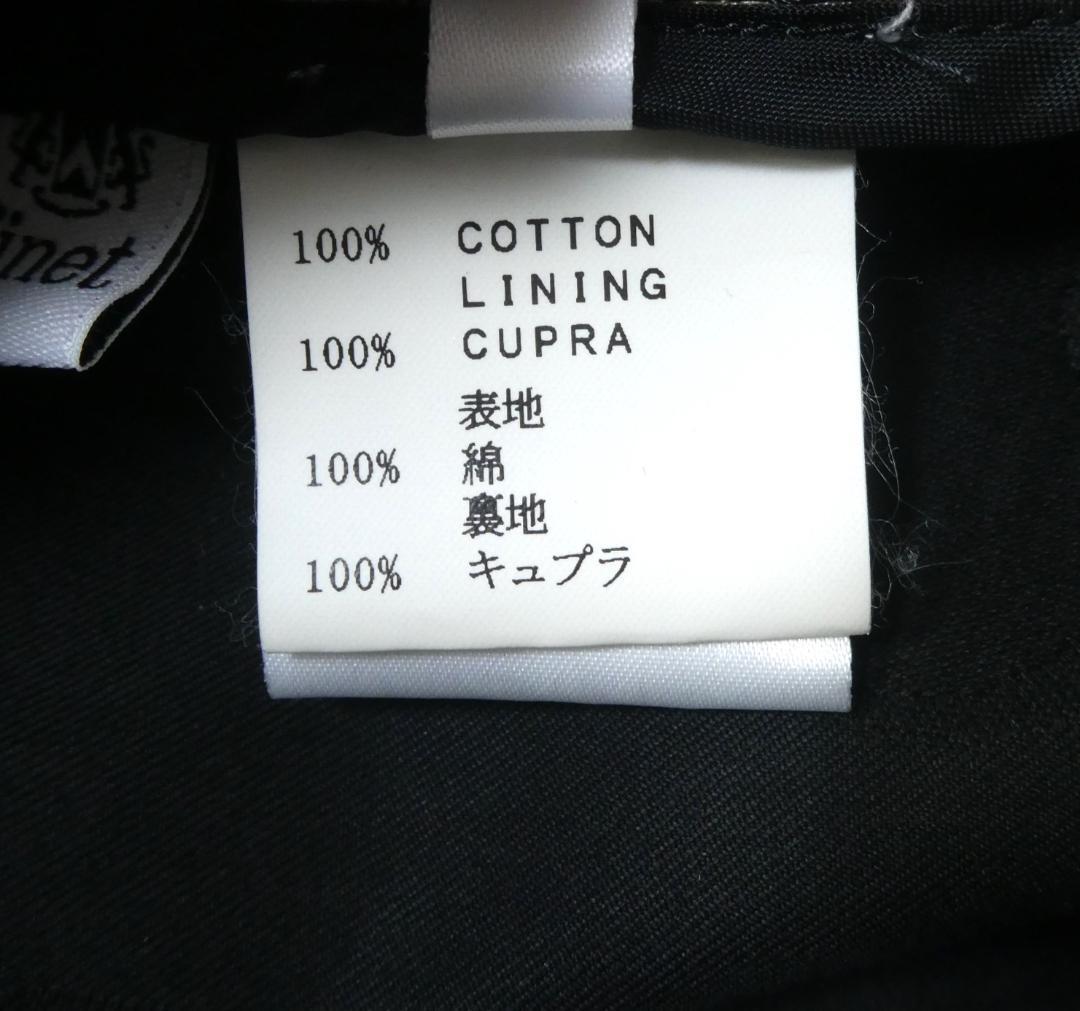 100% COTTON
LINING
100% CUPRA
表地
100% 綿
裏地
100% キュプラ